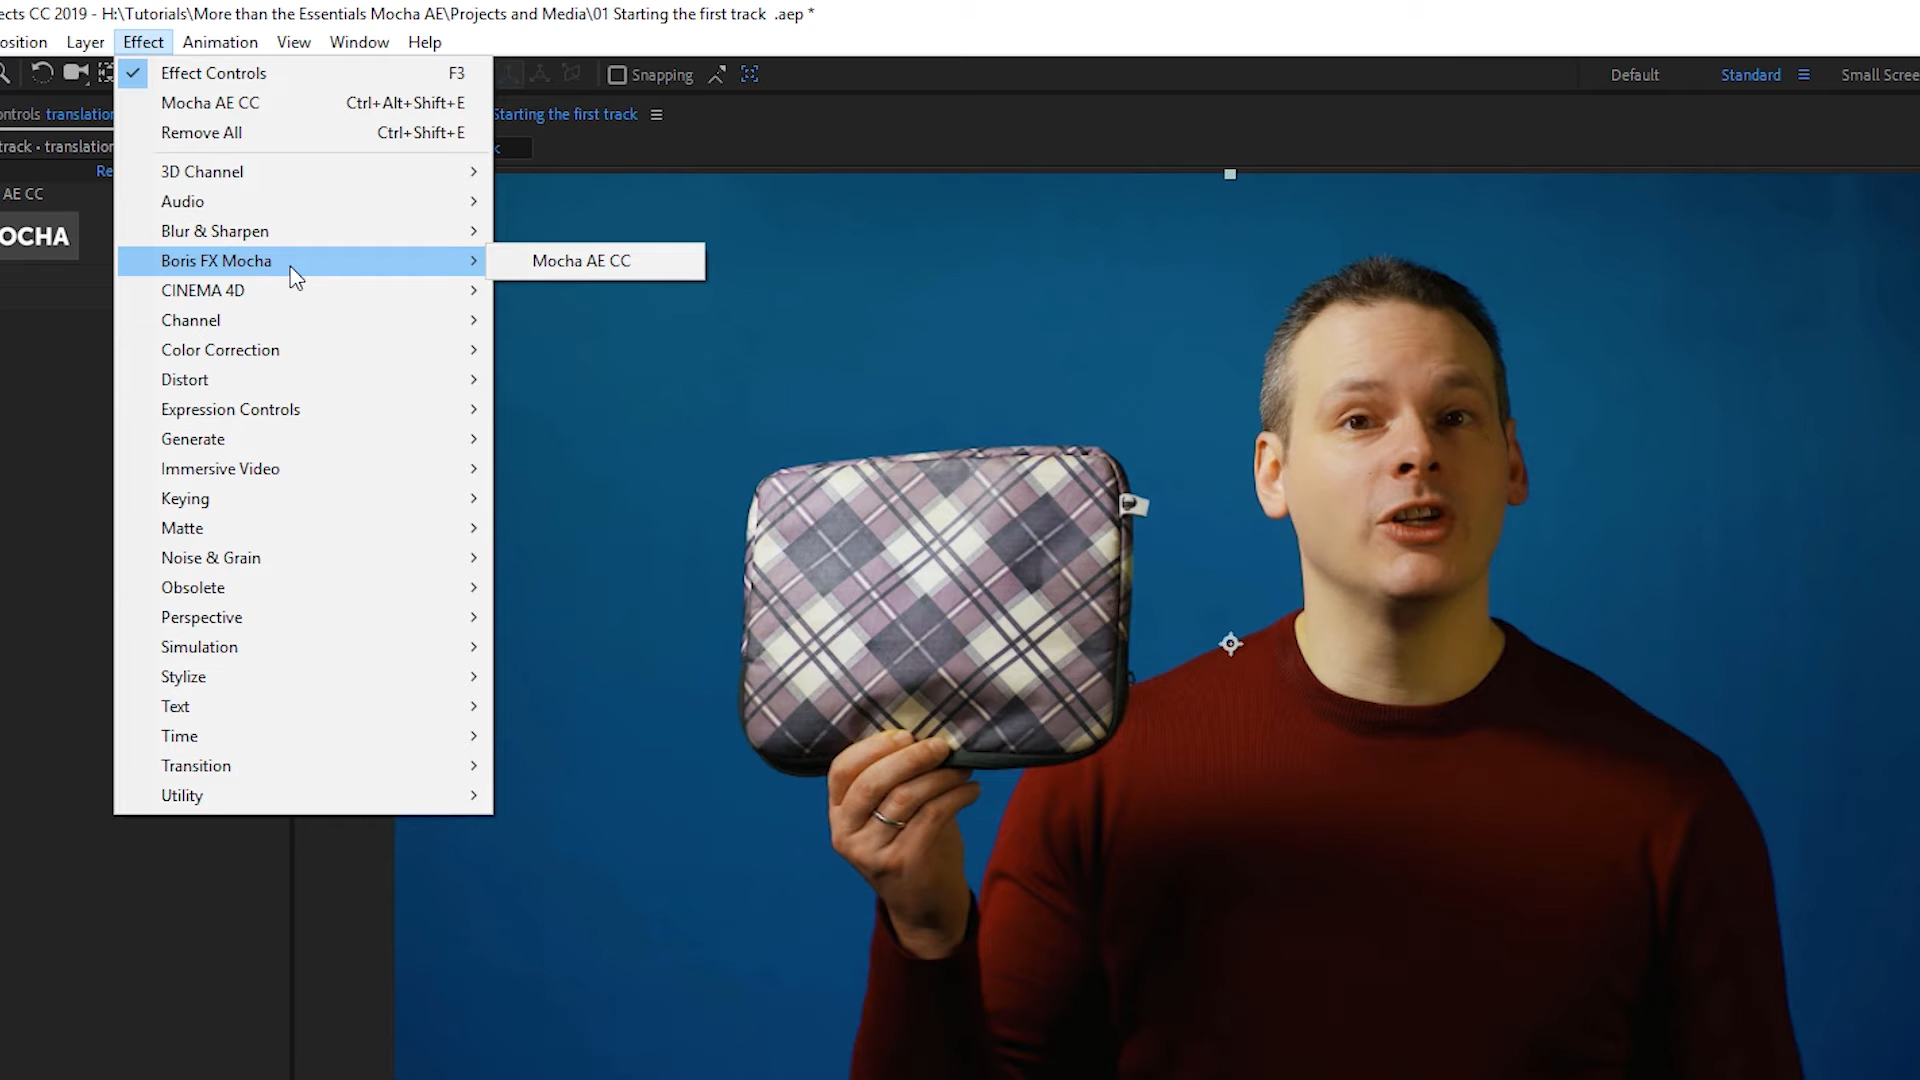 ects CC 2019 - H:\Tutorials\More than the Essentials Mocha AE\Projects and Media\01 Starting the first track .aep *
osition Layer Effect Animation View Window Help
Effect Controls F3
Mocha AE CC Ctrl+Alt+Shift+E
Remove All Ctrl+Shift+E
3D Channel
Audio
Blur & Sharpen
Boris FX Mocha
CINEMA 4D
Channel
Color Correction
Distort
Expression Controls
Generate
Immersive Video
Keying
Matte
Noise & Grain
Obsolete
Perspective
Simulation
Stylize
Text
Time
Transition
Utility
Mocha AE CC
Snapping
Default Standard Small Scree
ontrols translation
Starting the first track
track • translation
k
Re
AE CC
OCHA